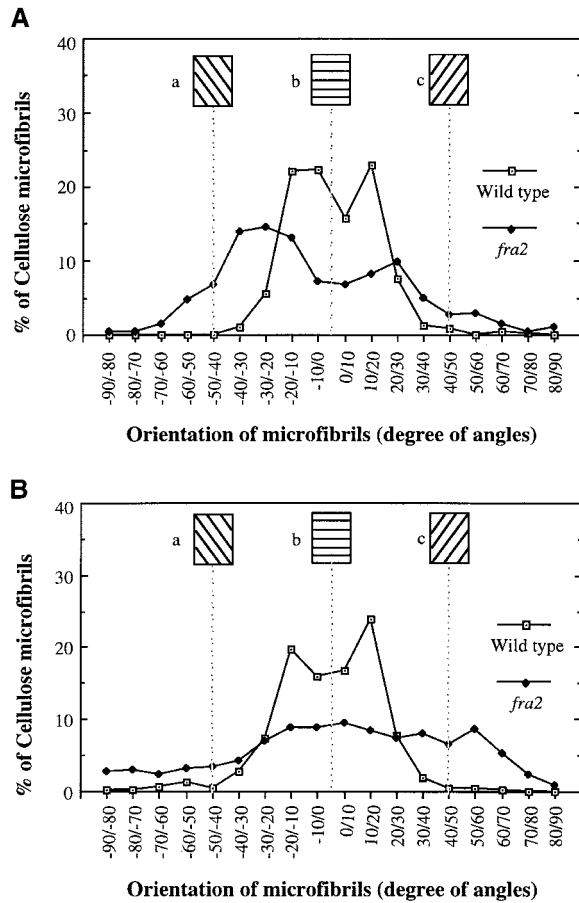 A
40
30
20
10
0
% of Cellulose microfibrils
a
b
c
Wild type
fra2
-90/-80
-80/-70
-70/-60
-60/-50
-50/-40
-40/-30
-30/-20
-20/-10
-10/0
0/10
10/20
20/30
30/40
40/50
50/60
60/70
70/80
80/90
Orientation of microfibrils (degree of angles)
B
40
30
20
10
0
% of Cellulose microfibrils
a
b
c
Wild type
fra2
-90/-80
-80/-70
-70/-60
-60/-50
-50/-40
-40/-30
-30/-20
-20/-10
-10/0
0/10
10/20
20/30
30/40
40/50
50/60
60/70
70/80
80/90
Orientation of microfibrils (degree of angles)